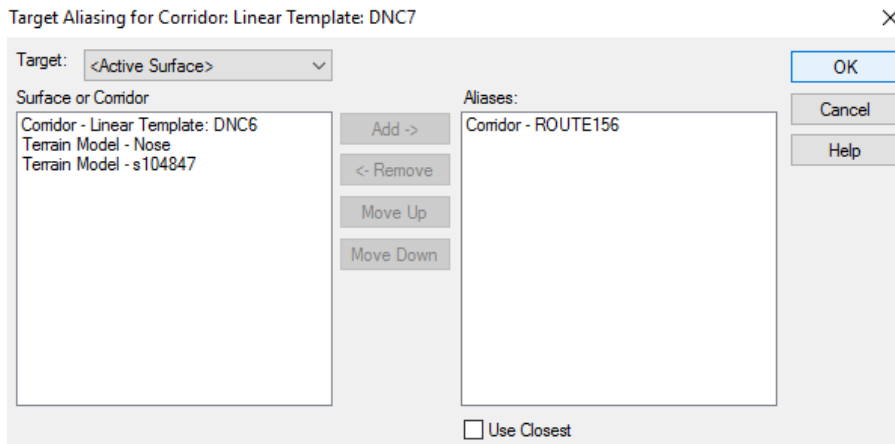 Target Aliasing for Corridor: Linear Template: DNC7
Target: <Active Surface>
OK
Surface or Corridor
Aliases:
Cancel
Corridor - Linear Template: DNC6
Terrain Model - Nose
Terrain Model - s104847
Add ->
Corridor - ROUTE156
Help
<- Remove
Move Up
Move Down
Use Closest